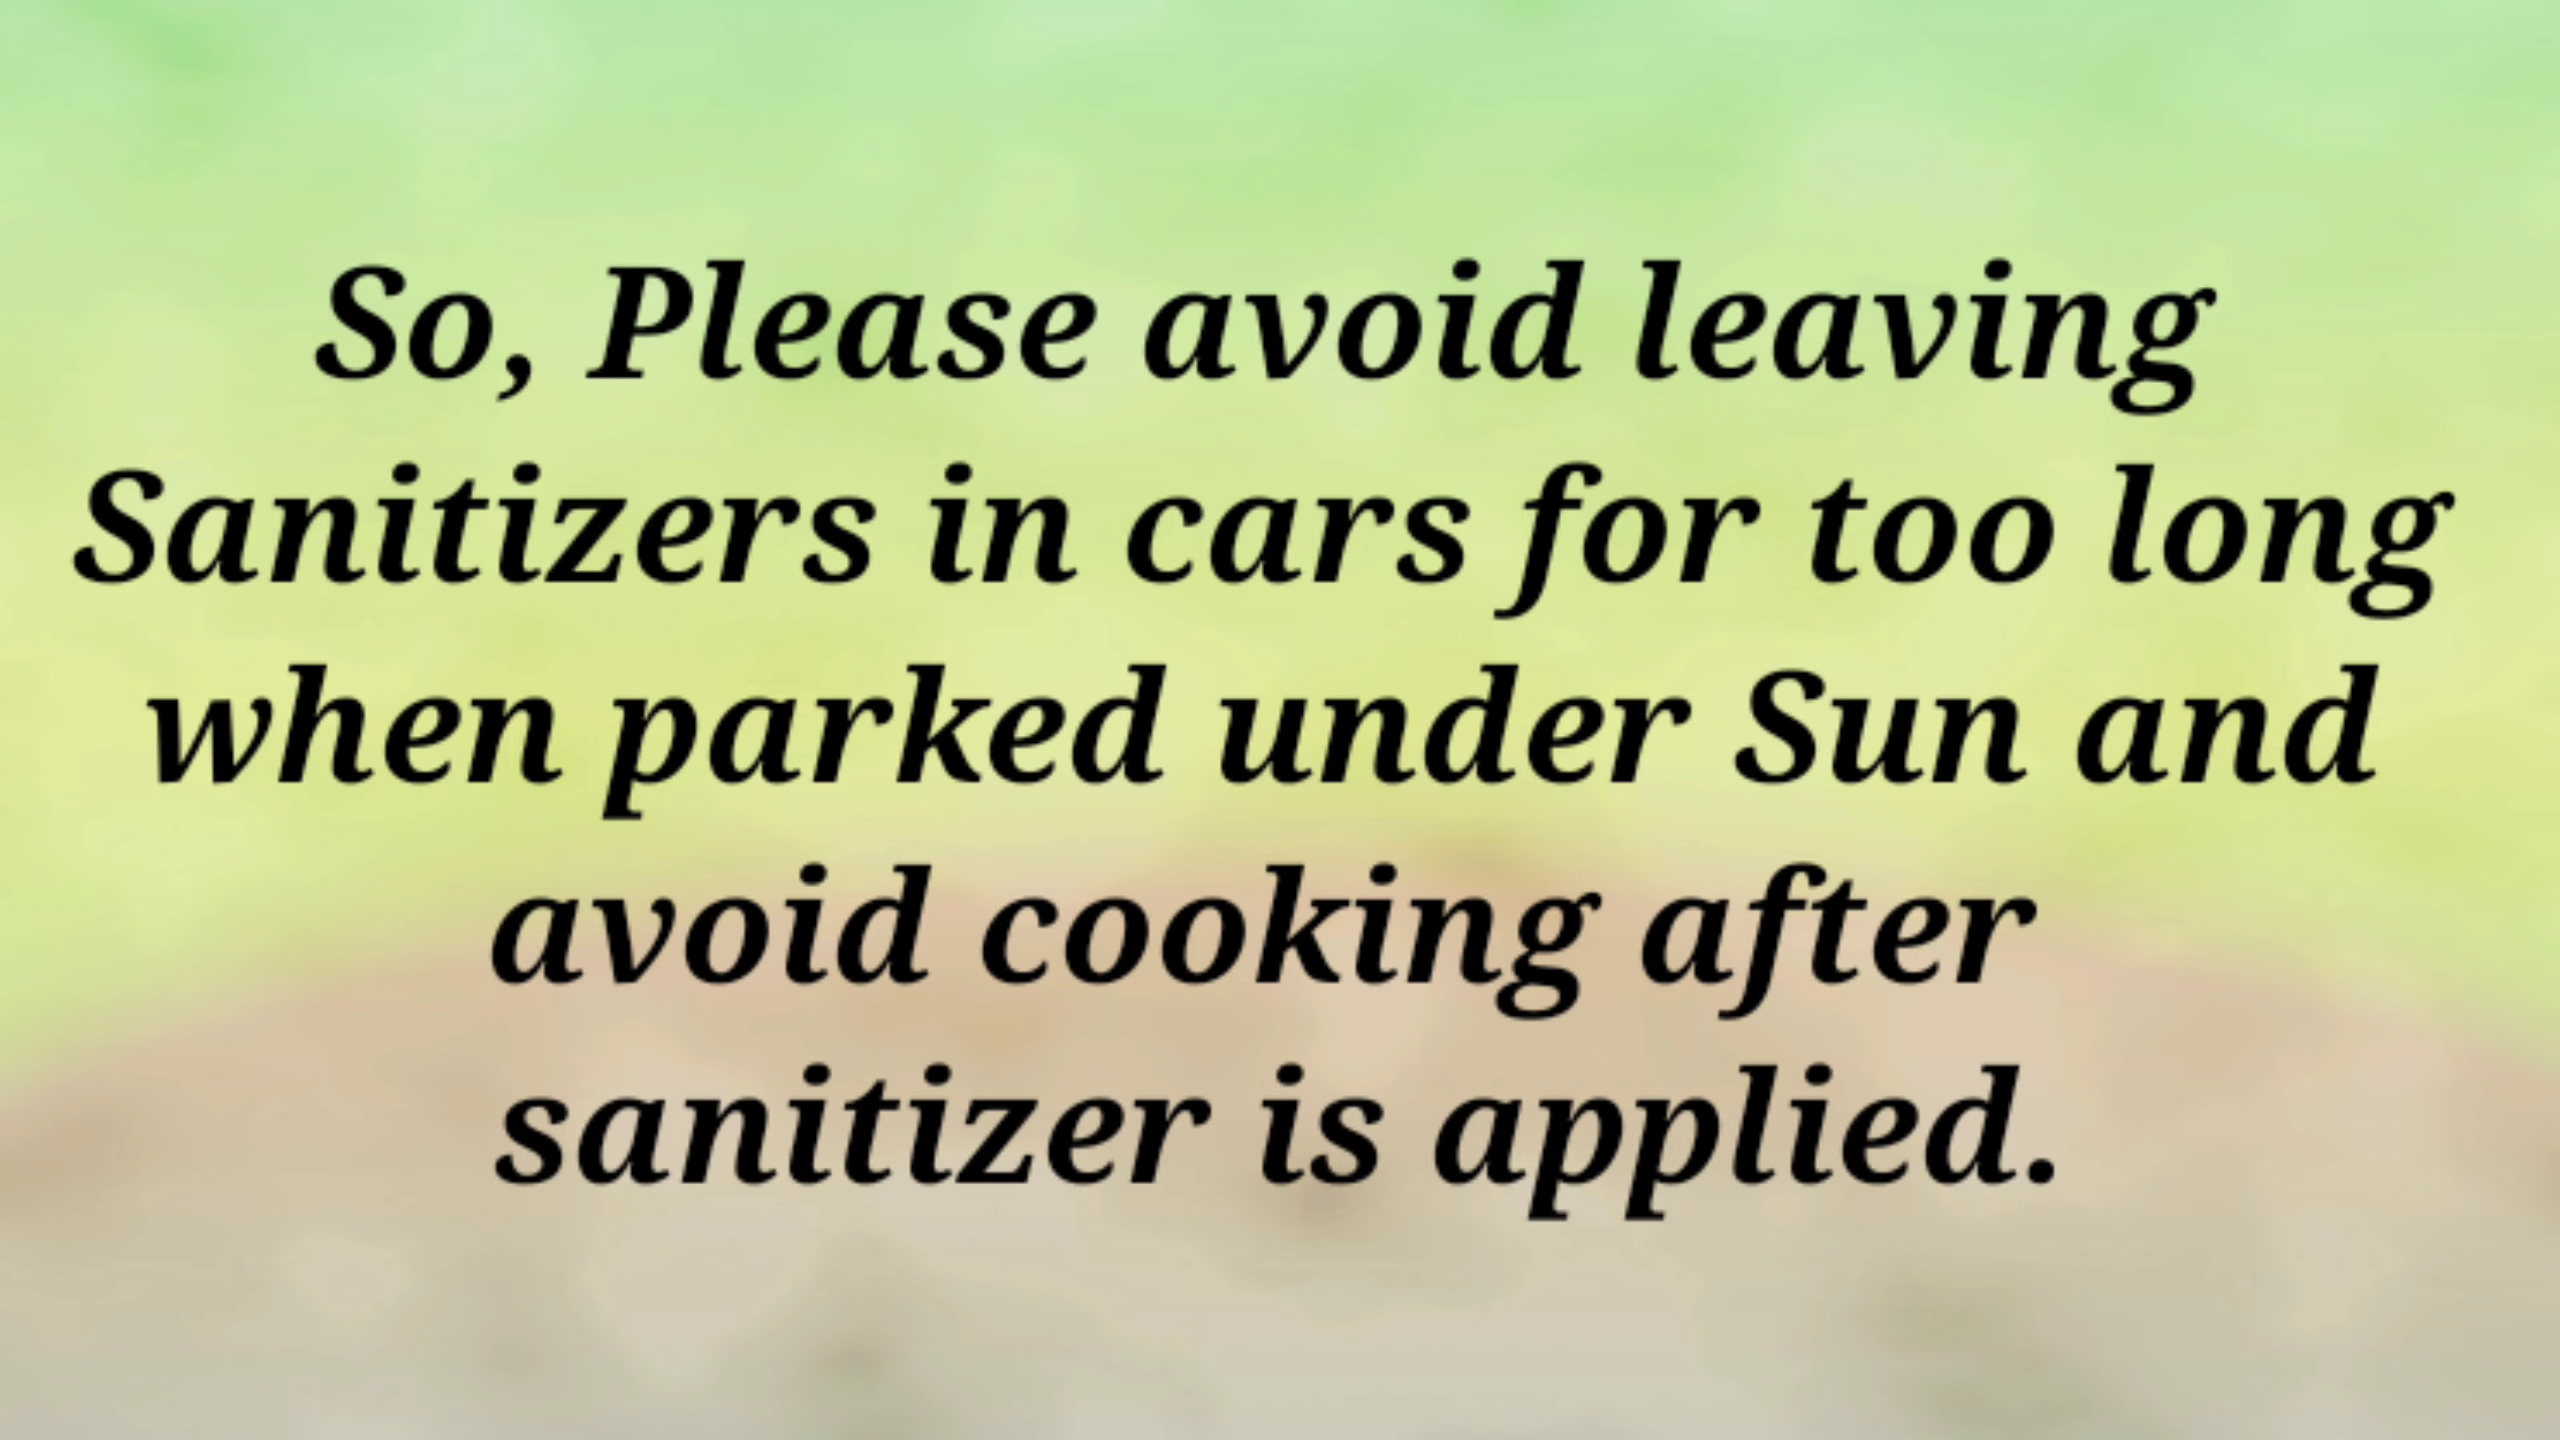 So, Please avoid leaving
Sanitizers in cars for too long
when parked under Sun and
avoid cooking after
sanitizer is applied.